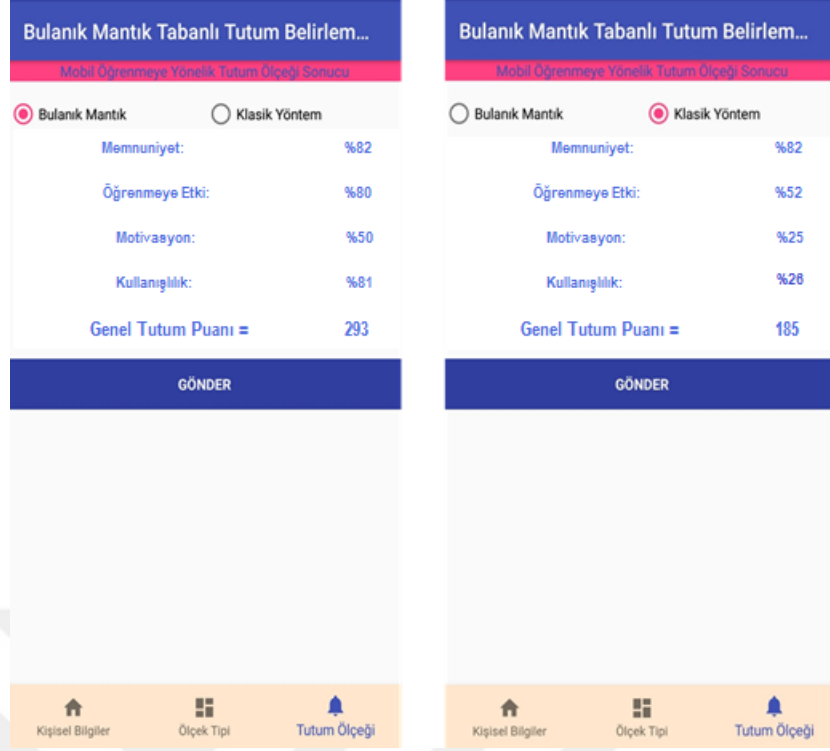 Bulanık Mantık Tabanlı Tutum Belirlem...
Mobil Öğrenmeye Yönelik Tutum Ölçeği Sonucu
Bulanık Mantık Klasik Yöntem
Memnuniyet: %82
Öğrenmeye Etki: %80
Motivasyon: %50
Kullanışlılık: %81
Genel Tutum Puanı = 293
GÖNDER
Kişisel Bilgiler Ölçek Tipi Tutum Ölçeği
Bulanık Mantık Tabanlı Tutum Belirlem...
Mobil Öğrenmeye Yönelik Tutum Ölçeği Sonucu
Bulanık Mantık Klasik Yöntem
Memnuniyet: %82
Öğrenmeye Etki: %52
Motivasyon: %25
Kullanışlılık: %26
Genel Tutum Puanı = 185
GÖNDER
Kişisel Bilgiler Ölçek Tipi Tutum Ölçeği